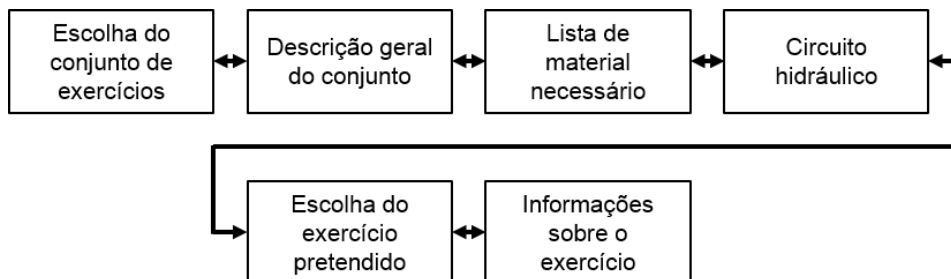 Escolha do
conjunto de
exercícios
Descrição geral
do conjunto
Lista de
material
necessário
Circuito
hidráulico
Escolha do
exercício
pretendido
Informações
sobre o
exercício